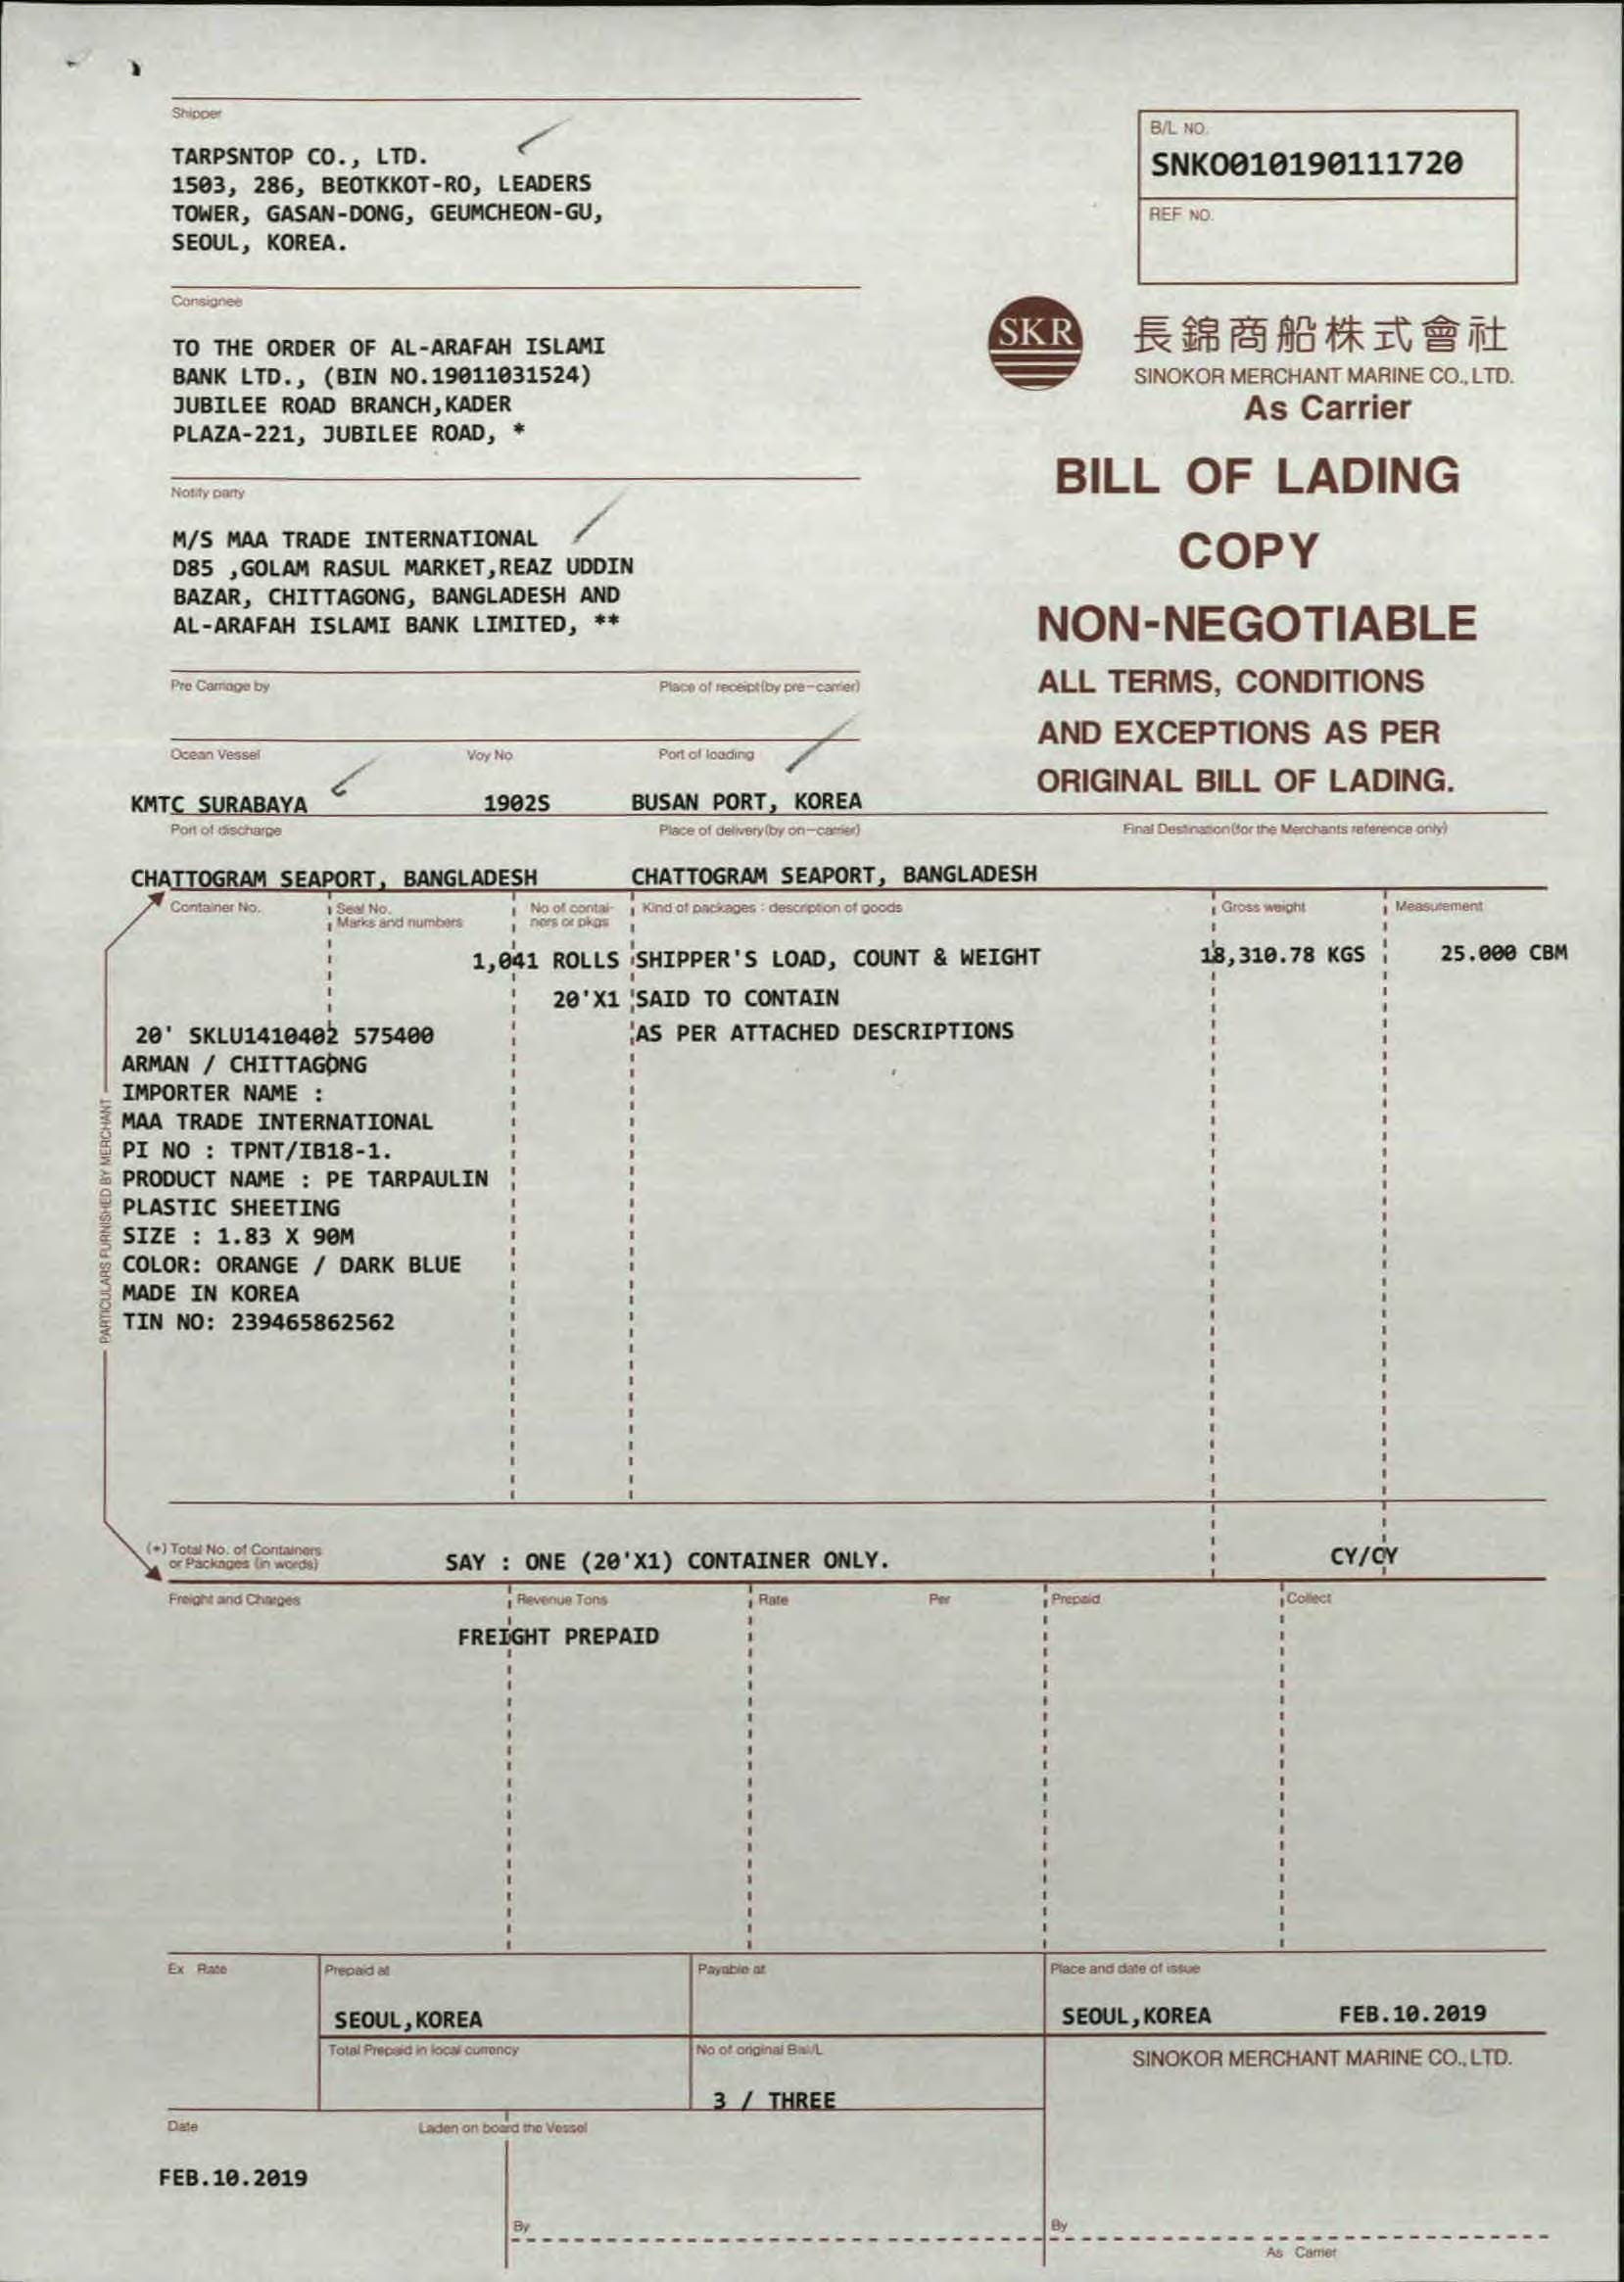 Shipper
TARPSNTOP CO., LTD.
1503, 286, BEOTKKOT-RO, LEADERS
TOWER, GASAN-DONG, GEUMCHEON-GU,
SEOUL, KOREA.
B/L NO.
SNKO010190111720
REF NO.
Consignee
TO THE ORDER OF AL-ARAFAH ISLAMI
BANK LTD., (BIN NO.19011031524)
JUBILEE ROAD BRANCH,KADER
PLAZA-221, JUBILEE ROAD, *
SKR
長錦商船株式會社
SINOKOR MERCHANT MARINE CO., LTD.
As Carrier
BILL OF LADING
COPY
NON-NEGOTIABLE
ALL TERMS, CONDITIONS
AND EXCEPTIONS AS PER
ORIGINAL BILL OF LADING.
Notify party
M/S MAA TRADE INTERNATIONAL
D85 ,GOLAM RASUL MARKET,REAZ UDDIN
BAZAR, CHITTAGONG, BANGLADESH AND
AL-ARAFAH ISLAMI BANK LIMITED, **
Pre Carriage by Place of receipt(by pre-carrier)
Ocean Vessel Voy No Port of loading
KMTC SURABAYA 1902S BUSAN PORT, KOREA
Port of discharge Place of delivery(by on-carrier) Final Destination(for the Merchants reference only)
CHATTOGRAM SEAPORT, BANGLADESH CHATTOGRAM SEAPORT, BANGLADESH
Container No. Seal No. No of contai- Kind of packages : description of goods Gross weight Measurement
Marks and numbers ners or pkgs
1,041 ROLLS SHIPPER'S LOAD, COUNT & WEIGHT 18,310.78 KGS 25.000 CBM
20'X1 SAID TO CONTAIN
20' SKLU1410402 575400 AS PER ATTACHED DESCRIPTIONS
ARMAN / CHITTAGONG
IMPORTER NAME :
MAA TRADE INTERNATIONAL
PI NO : TPNT/IB18-1.
PRODUCT NAME : PE TARPAULIN
PLASTIC SHEETING
SIZE : 1.83 X 90M
COLOR: ORANGE / DARK BLUE
MADE IN KOREA
TIN NO: 239465862562
PARTICULARS FURNISHED BY MERCHANT
(+) Total No. of Containers
or Packages (in words)
SAY : ONE (20'X1) CONTAINER ONLY. CY/CY
Freight and Charges Revenue Tons Rate Per Prepaid Collect
FREIGHT PREPAID
Ex Rate Prepaid at Payable at Place and date of issue
SEOUL,KOREA SEOUL,KOREA FEB.10.2019
Total Prepaid in local currency No of original B(s)/L SINOKOR MERCHANT MARINE CO., LTD.
3 / THREE
Date Laden on board the Vessel
FEB.10.2019
By By
As Carrier